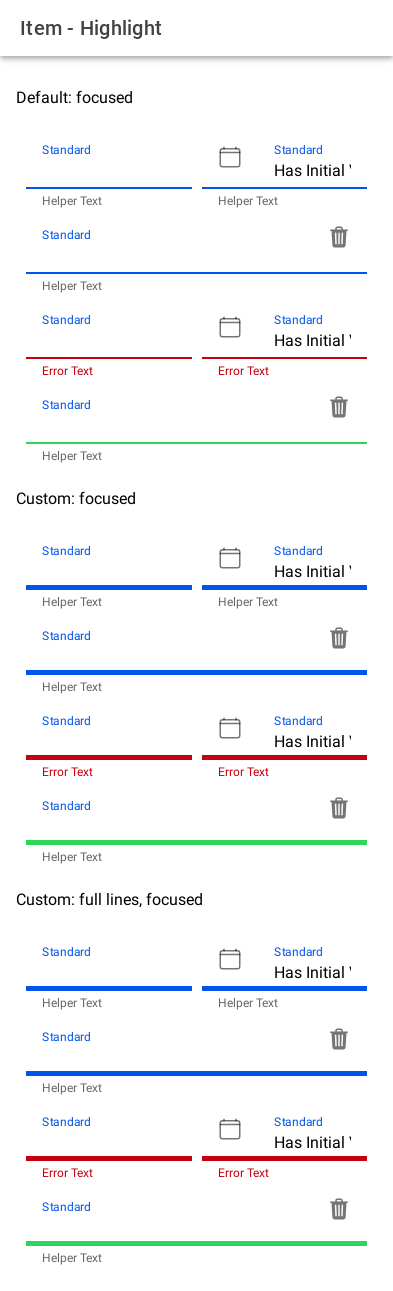 Item - Highlight
Default: focused
Standard Standard
Has Initial
Helper Text Helper Text
Standard
Helper Text
Standard Standard
Has Initial
Error Text Error Text
Standard
Helper Text
Custom: focused
Standard Standard
Has Initial
Helper Text Helper Text
Standard
Helper Text
Standard Standard
Has Initial
Error Text Error Text
Standard
Helper Text
Custom: full lines, focused
Standard Standard
Has Initial
Helper Text Helper Text
Standard
Helper Text
Standard Standard
Has Initial
Error Text Error Text
Standard
Helper Text